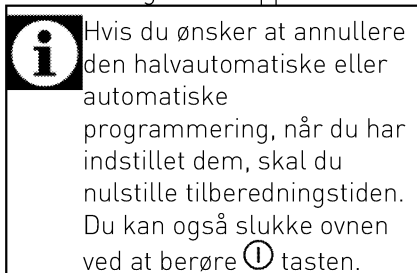 Hvis du ønsker at annullere
den halvautomatiske eller
automatiske
programmering, når du har
indstillet dem, skal du
nulstille tilberedningstiden.
Du kan også slukke ovnen
ved at berøre tasten.